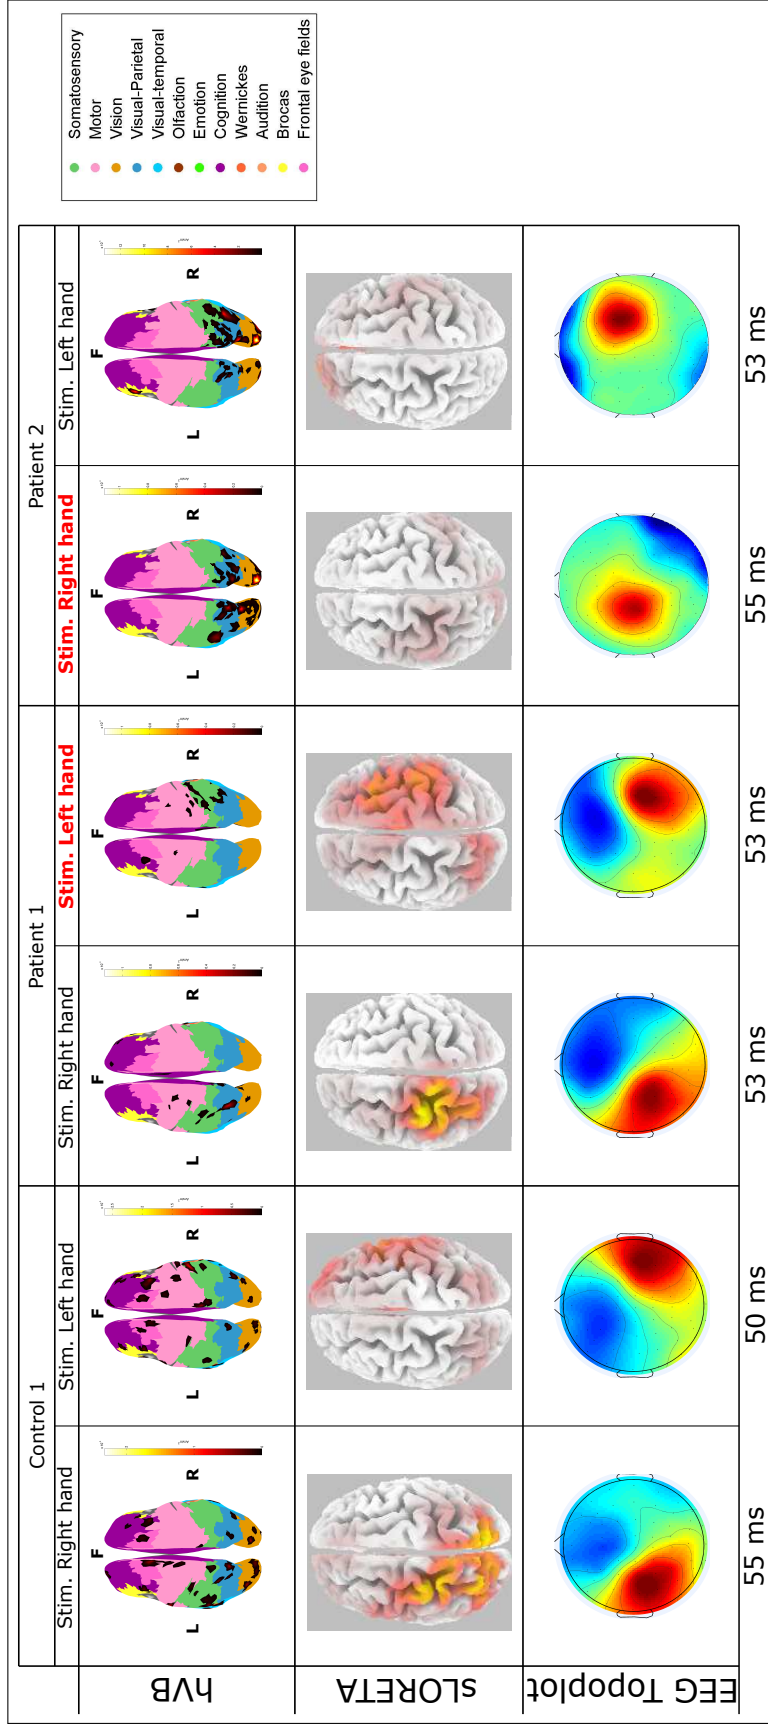 Control 1
Patient 1
Patient 2
Stim. Right hand
Stim. Left hand
Stim. Right hand
Stim. Left hand
Stim. Right hand
Stim. Left hand
hVB
F
L
R
F
L
R
F
L
R
F
L
R
F
L
R
F
L
R
sLORETA
EEG Topoplot
55 ms
50 ms
53 ms
53 ms
55 ms
53 ms
Somatosensory
Motor
Vision
Visual-Parietal
Visual-temporal
Olfaction
Emotion
Cognition
Wernickes
Audition
Brocas
Frontal eye fields